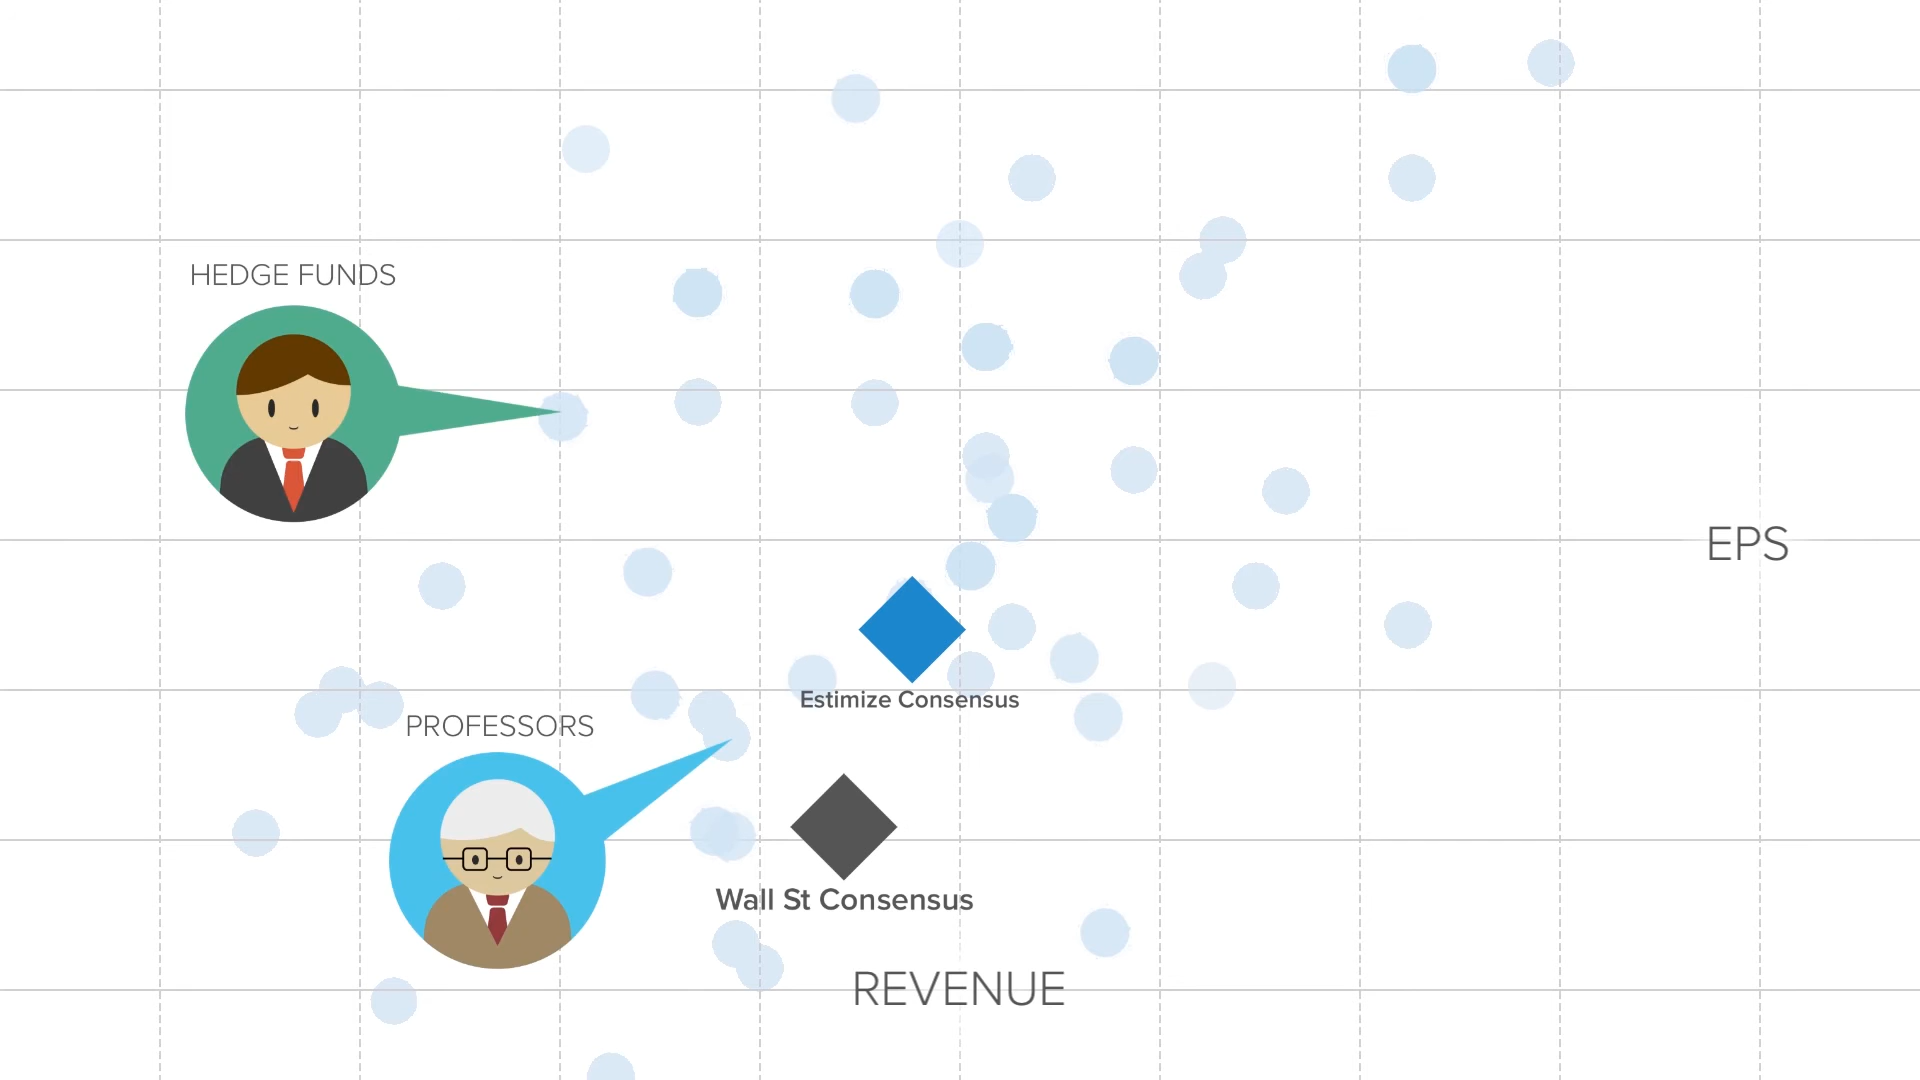 HEDGE FUNDS
EPS
Estimize Consensus
PROFESSORS
Wall St Consensus
REVENUE